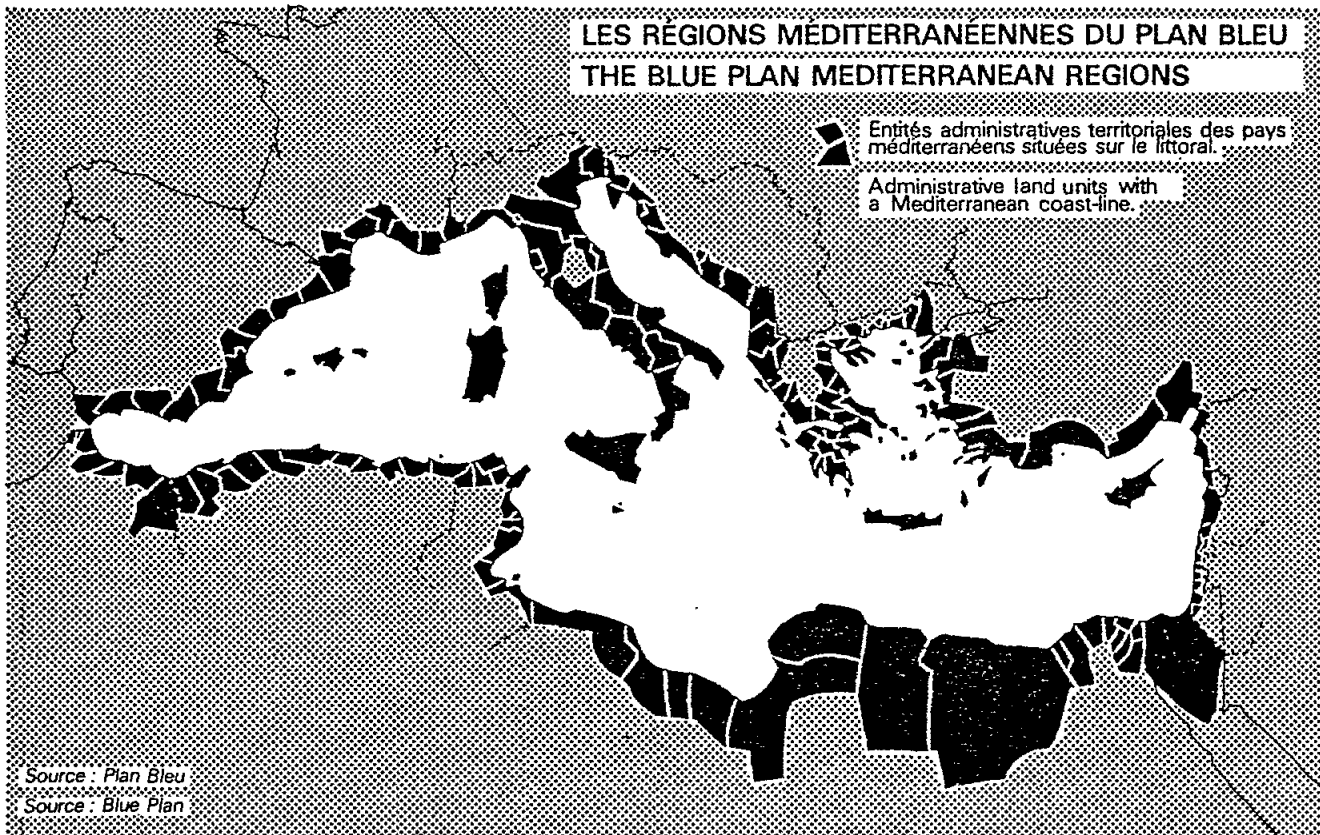 LES RÉGIONS MÉDITERRANÉENNES DU PLAN BLEU
THE BLUE PLAN MEDITERRANEAN REGIONS
Entités administratives territoriales des pays
méditerranéens situées sur le littoral.
Administrative land units with
a Mediterranean coast-line.
Source : Plan Bleu
Source : Blue Plan